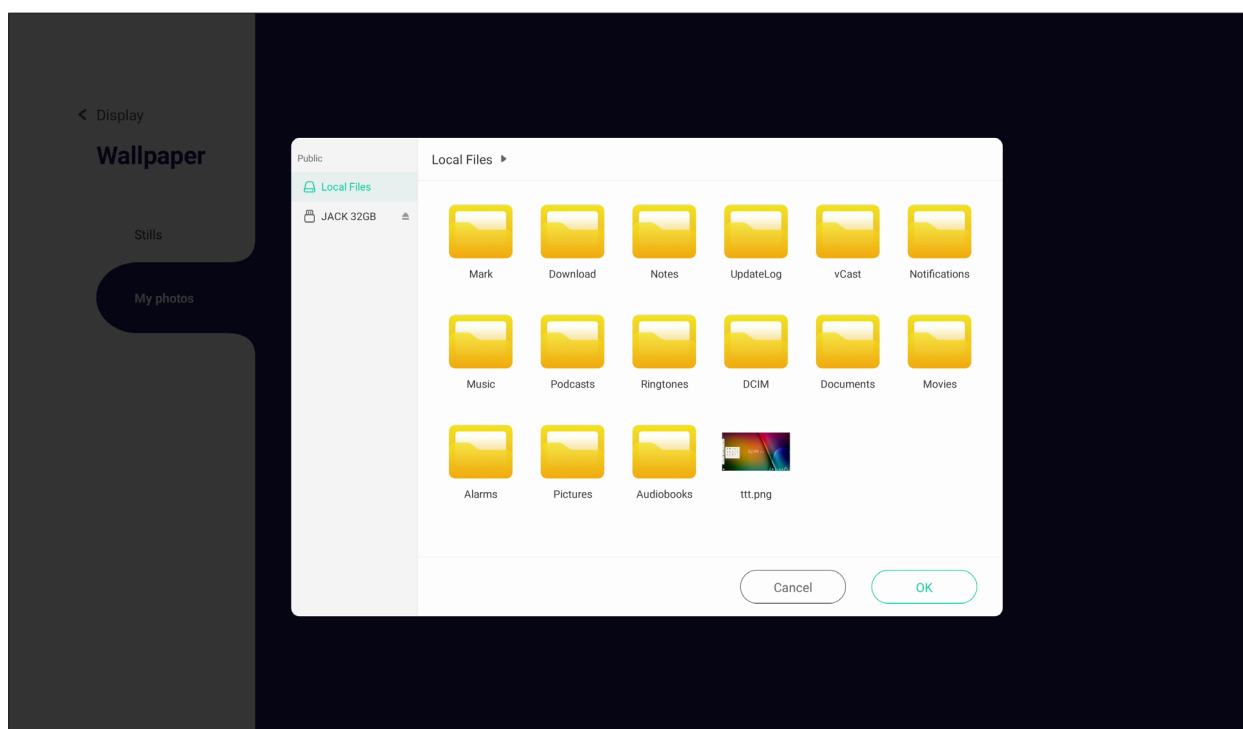 Display
Wallpaper
Stills
My photos
Public
Local Files
JACK 32GB
Local Files
Mark Download Notes UpdateLog vCast Notifications
Music Podcasts Ringtones DCIM Documents Movies
Alarms Pictures Audiobooks ttt.png
Cancel OK